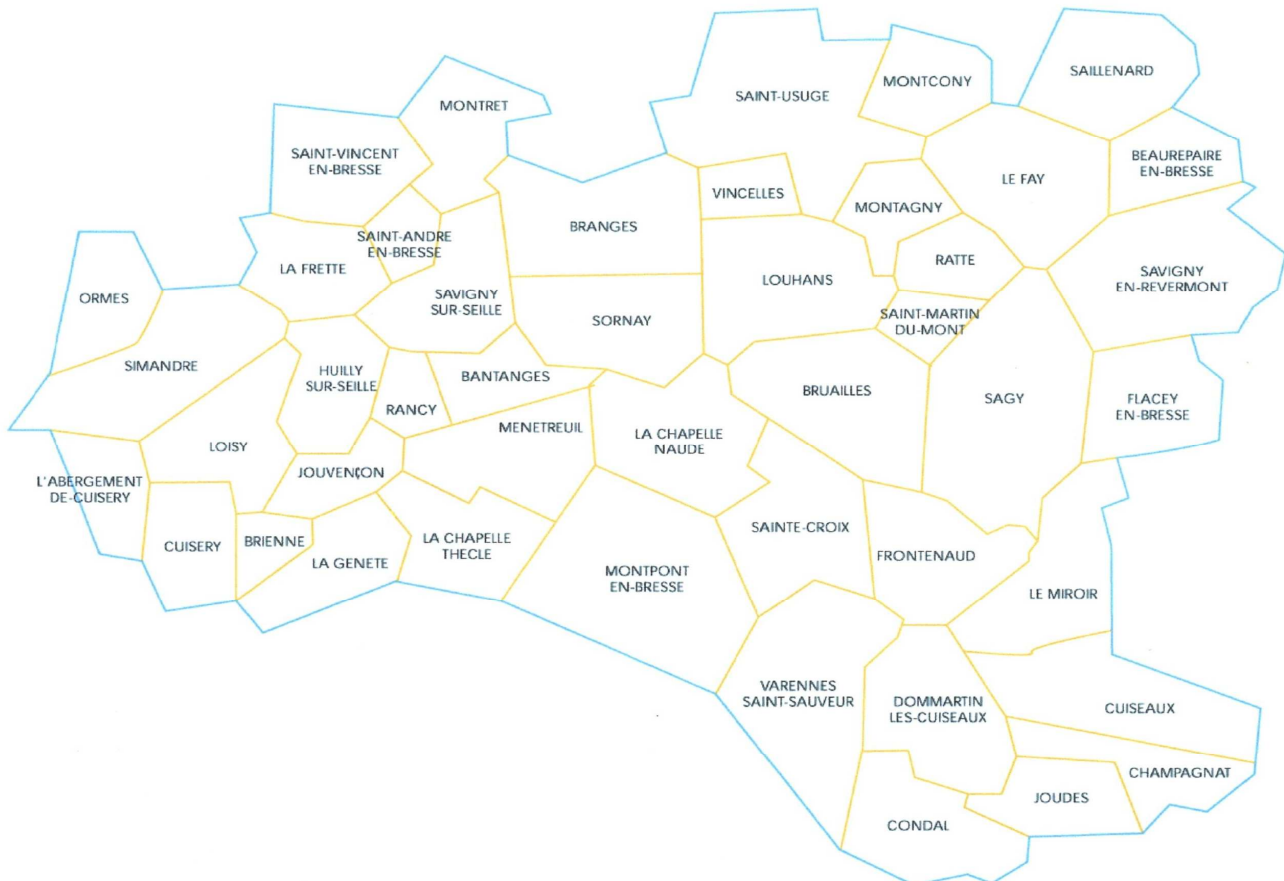 SAILLENARD
MONTCONY
SAINT-USUGE
MONTRET
SAINT-VINCENT
EN-BRESSE
BEAUREPAIRE
EN-BRESSE
LE FAY
VINCELLES
MONTAGNY
BRANGES
SAINT-ANDRE
EN-BRESSE
LA FRETTE
RATTE
LOUHANS
SAVIGNY
EN-REVERMONT
ORMES
SAVIGNY
SUR-SEILLE
SORNAY
SAINT-MARTIN
DU-MONT
SIMANDRE
HUILLY
SUR-SEILLE
BANTANGES
RANCY
BRUAILLES
SAGY
FLACEY
EN-BRESSE
MENETREUIL
LA CHAPELLE
NAUDE
LOISY
JOUVENÇON
L'ABERGEMENT
DE-CUISERY
CUISERY
BRIENNE
LA GENETE
LA CHAPELLE
THECLE
SAINTE-CROIX
FRONTENAUD
MONTPONT
EN-BRESSE
LE MIROIR
VARENNES
SAINT-SAUVEUR
DOMMARTIN
LES-CUISEAUX
CUISEAUX
CHAMPAGNAT
JOUDES
CONDAL